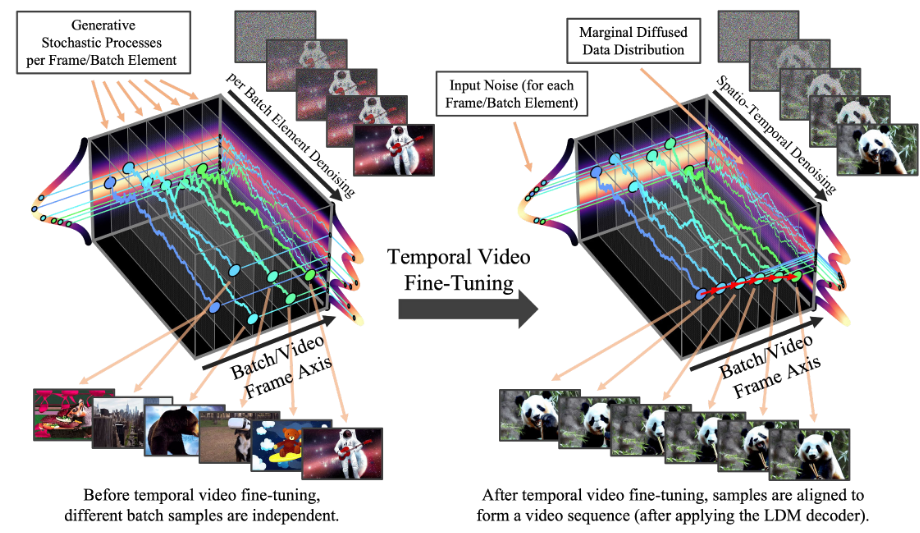 Generative
Stochastic Processes
per Frame/Batch Element
per Batch Element Denoising
Batch/Video
Frame Axis
Before temporal video fine-tuning,
different batch samples are independent.
Temporal Video
Fine-Tuning
Marginal Diffused
Data Distribution
Input Noise (for each
Frame/Batch Element)
Spatio-Temporal Denoising
Batch/Video
Frame Axis
After temporal video fine-tuning, samples are aligned to
form a video sequence (after applying the LDM decoder).